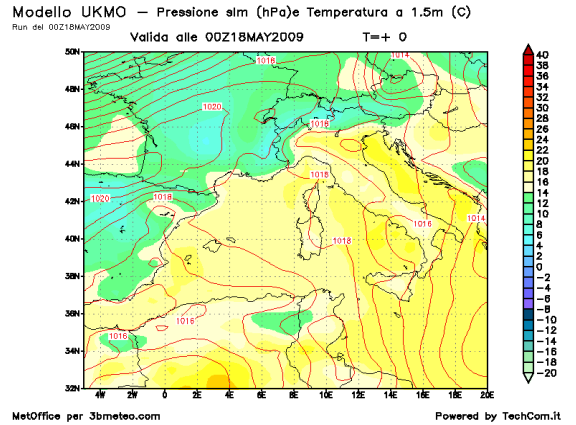 Modello UKMO – Pressione slm (hPa)e Temperatura a 1.5m (C)
Run del 00Z18MAY2009
Valida alle 00Z18MAY2009 T=+ 0
50N
48N
46N
44N
42N
40N
38N
36N
34N
32N
4W 2W 0 2E 4E 6E 8E 10E 12E 14E 16E 18E 20E
1016
1014
1020
1016
1018
1020
1018
1016
1014
1018
1016
1016
40
38
36
34
32
30
28
26
24
22
20
18
16
14
12
10
8
6
4
2
0
−2
−4
−6
−8
−10
−12
−14
−16
−18
−20
MetOffice per 3bmeteo.com
Powered by TechCom.it